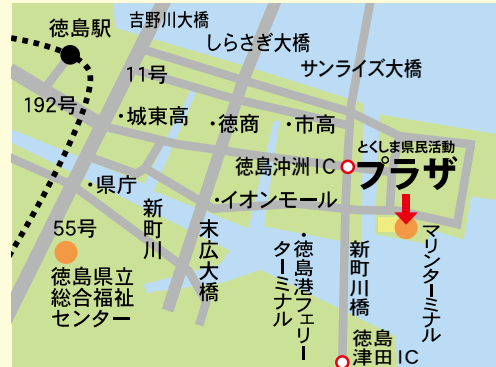 吉野川大橋
徳島駅
しらさぎ大橋
サンライズ大橋
11号
192号
・城東高
・徳商
・市高
とくしま県民活動
プラザ
徳島沖洲IC
・県庁
・イオンモール
新町川
末広大橋
・徳島港フェリー
ターミナル
新町川橋
マリンターミナル
55号
徳島県立
総合福祉
センター
徳島
津田IC